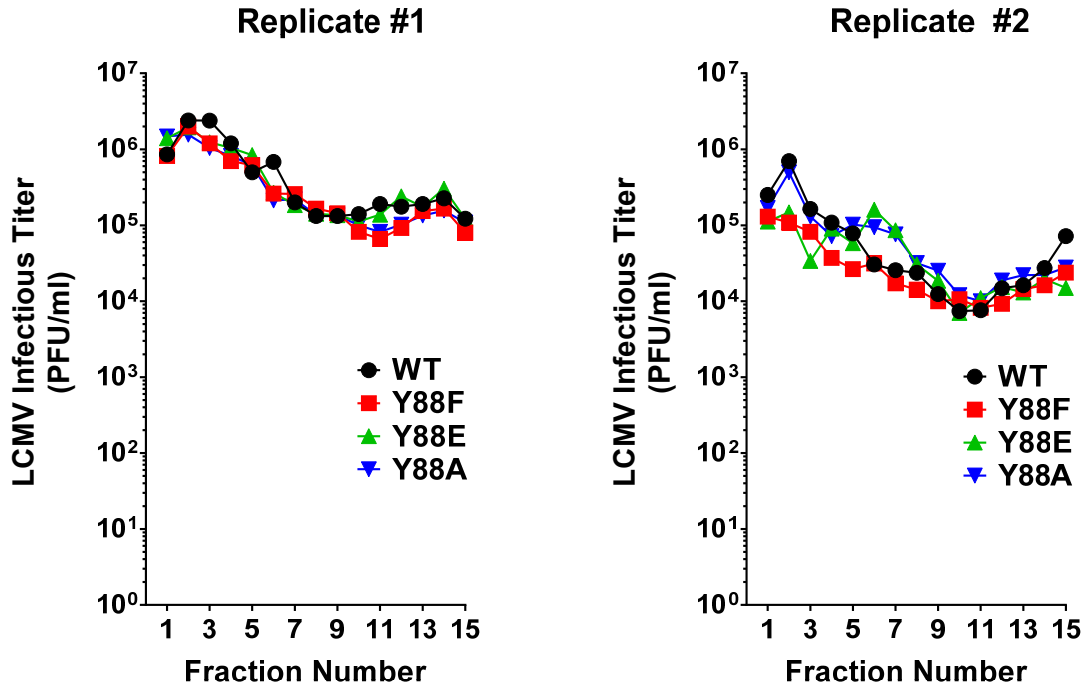 Replicate #1
LCMV Infectious Titer
(PFU/ml)
10⁷
10⁶
10⁵
10⁴
10³
10²
10¹
10⁰
WT
Y88F
Y88E
Y88A
1 3 5 7 9 11 13 15
Fraction Number
Replicate #2
LCMV Infectious Titer
(PFU/ml)
10⁷
10⁶
10⁵
10⁴
10³
10²
10¹
10⁰
WT
Y88F
Y88E
Y88A
1 3 5 7 9 11 13 15
Fraction Number